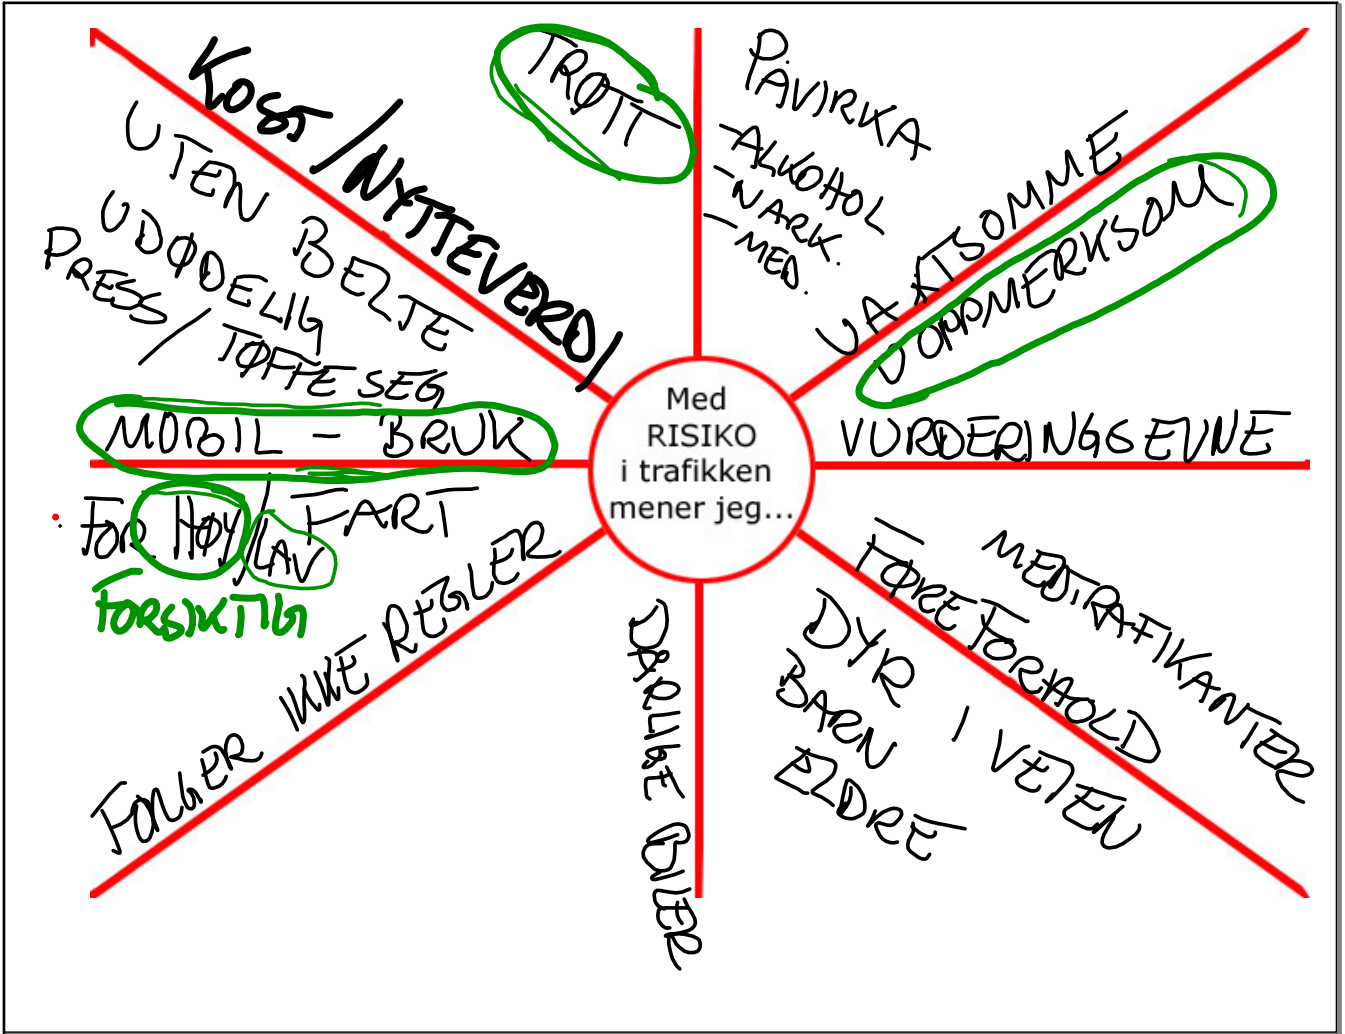 Med
RISIKO
i trafikken
mener jeg...
KOST/NYTTEVERDI
TRØTT
PÅVIRKA
-ALKOHOL
-NARK.
-MED.
UAKTSOMME
UOPPMERKSOM
VURDERINGSEVNE
MEDTRAFIKANTER
FØREFORHOLD
DYR I VEIEN
BARN
ELDRE
DÅRLIGE BILER
FØLGER IKKE REGLER
FOR HØY/LAV FART
FORSIKTIG
MOBIL - BRUK
PRESS/TØFFE SEG
UDØDELIG
UTEN BELTE